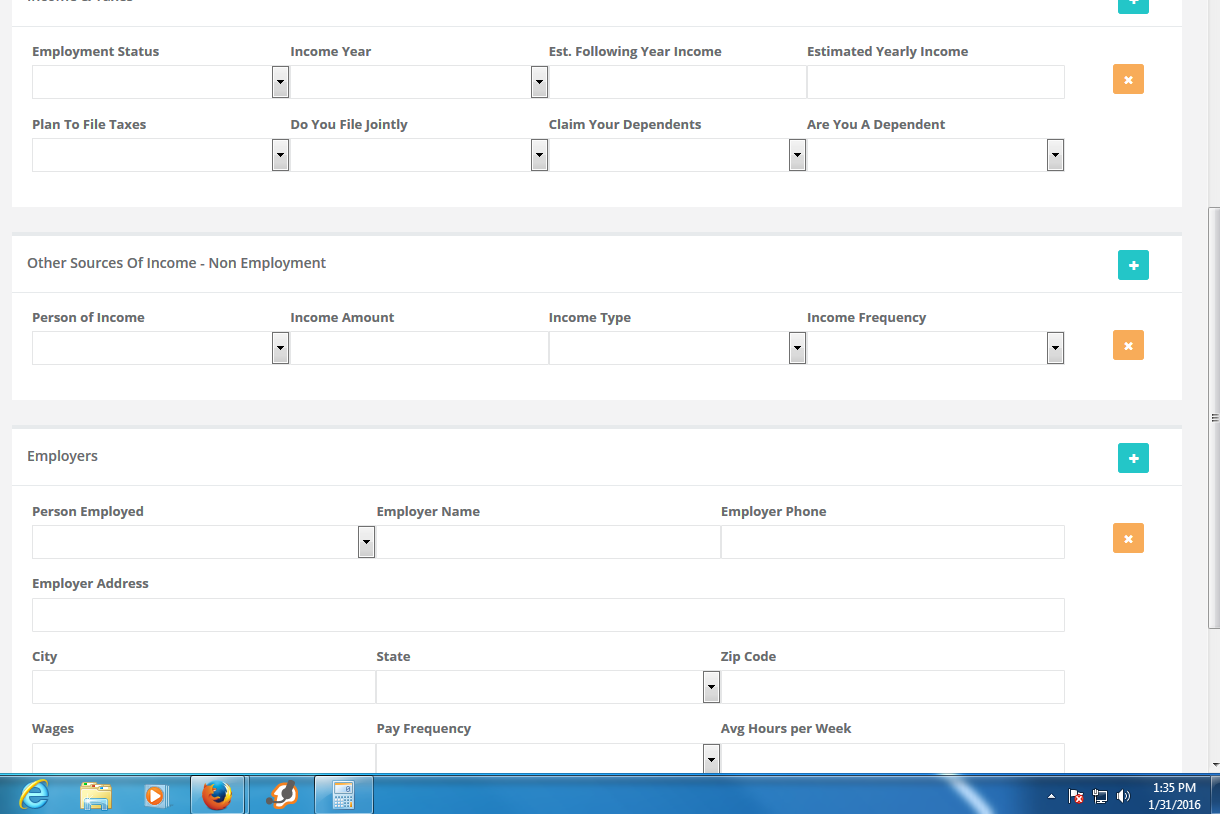 Income & Taxes
Employment Status Income Year Est. Following Year Income Estimated Yearly Income
Plan To File Taxes Do You File Jointly Claim Your Dependents Are You A Dependent
Other Sources Of Income - Non Employment
Person of Income Income Amount Income Type Income Frequency
Employers
Person Employed Employer Name Employer Phone
Employer Address
City State Zip Code
Wages Pay Frequency Avg Hours per Week
1:35 PM
1/31/2016